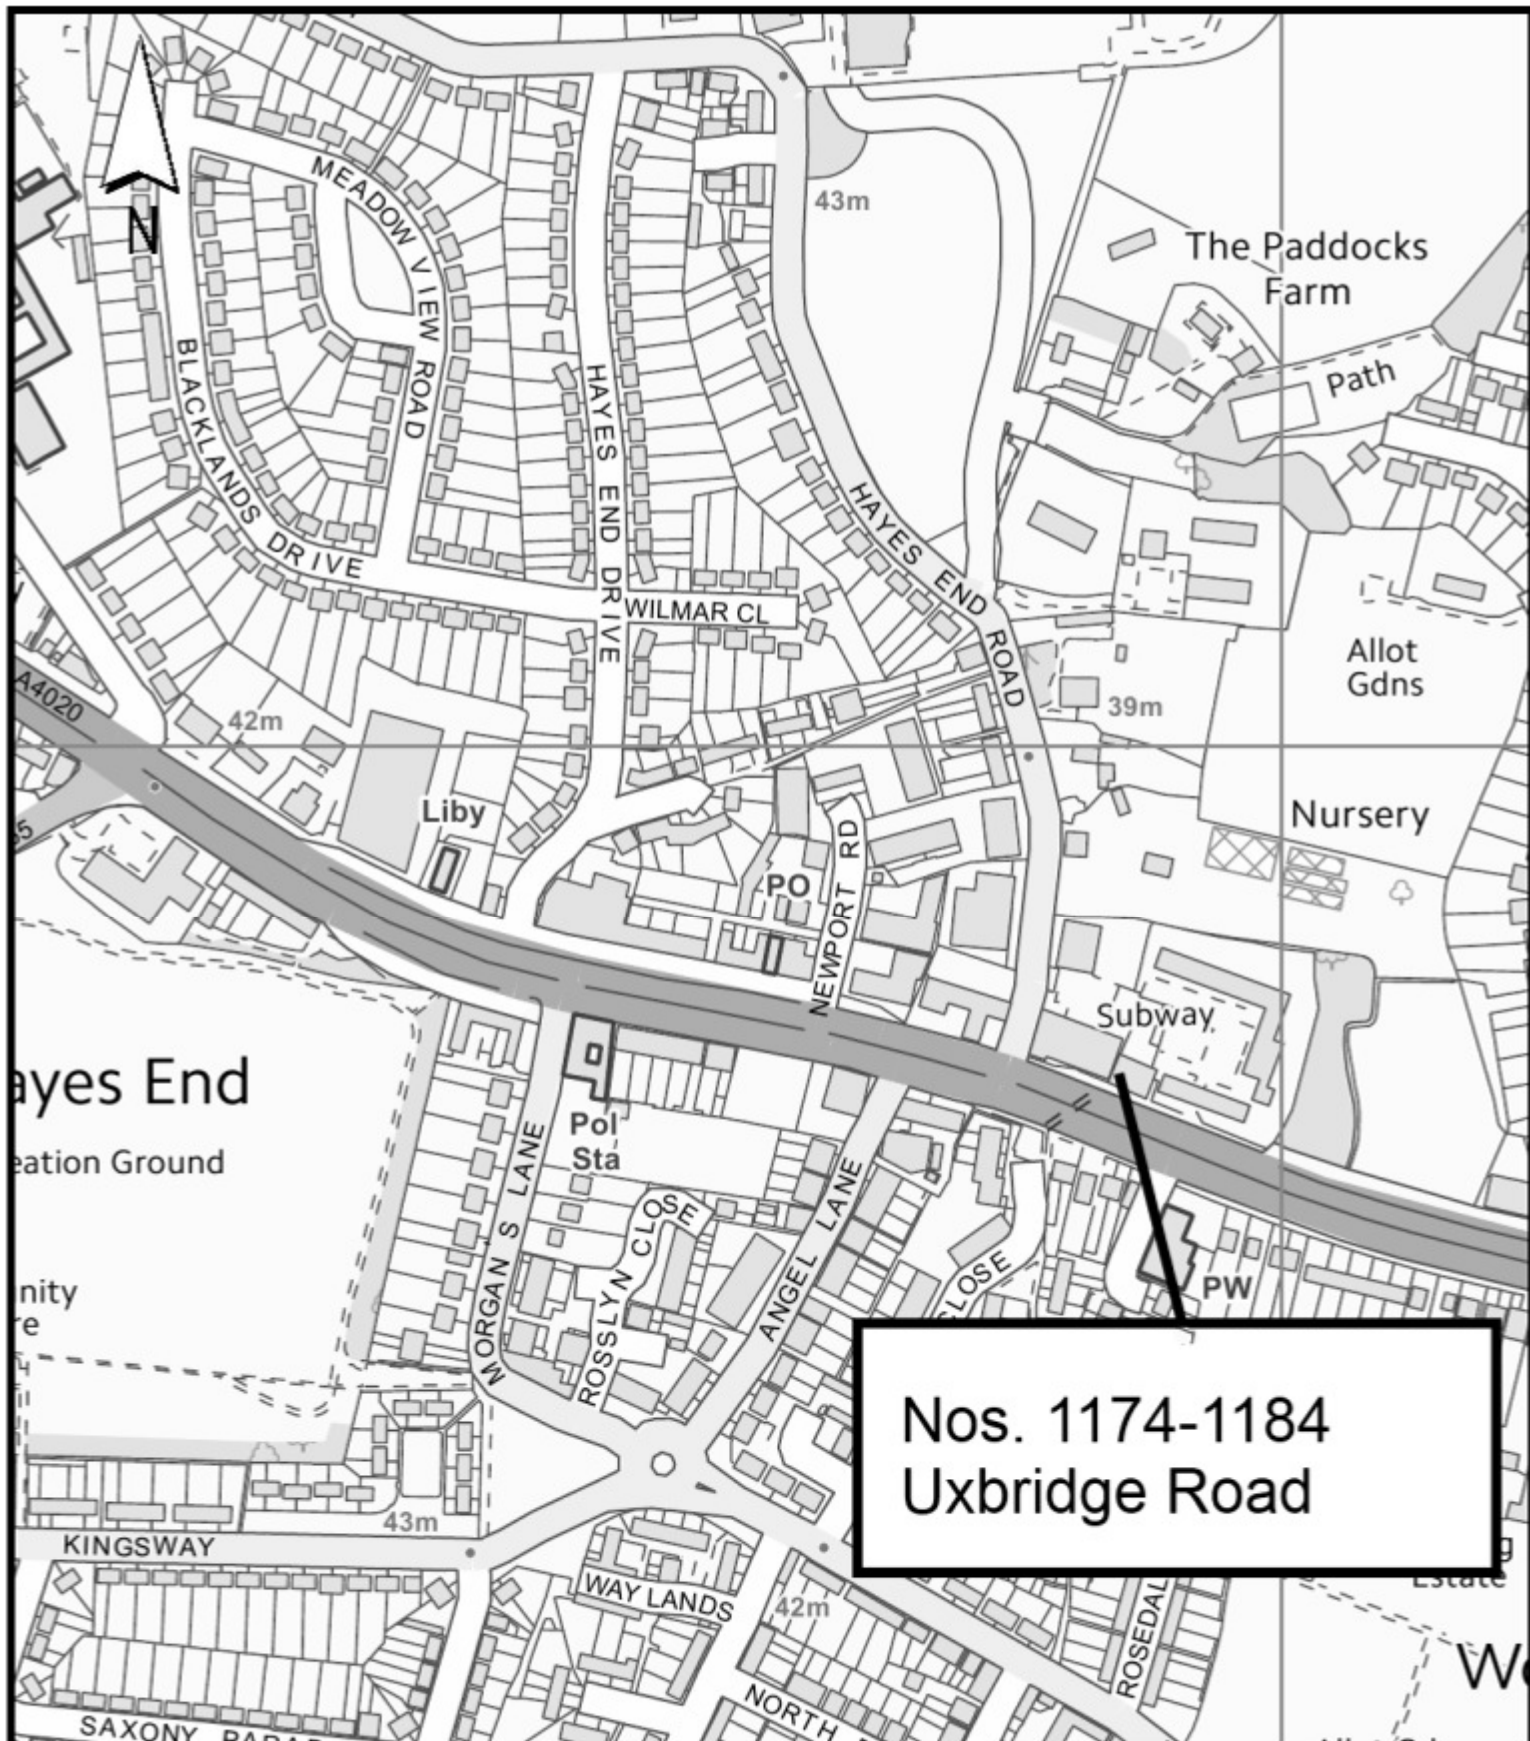 N
MEADOW VIEW ROAD
43m
The Paddocks
Farm
Path
BLACKLANDS DRIVE
HAYES END DRIVE
HAYES END ROAD
WILMAR CL
Allot
Gdns
A4020
42m
39m
Liby
Nursery
PO
NEWPORT RD
Subway
ayes End
Pol
Sta
eation Ground
MORGAN S LANE
ROSSLYN CLOSE
ANGEL LANE
CLOSE
nity
re
PW
Nos. 1174-1184
Uxbridge Road
43m
KINGSWAY
WAY LANDS
42m
g
Estate
ROSEDAL
We
NORTH
SAXONY PARAD